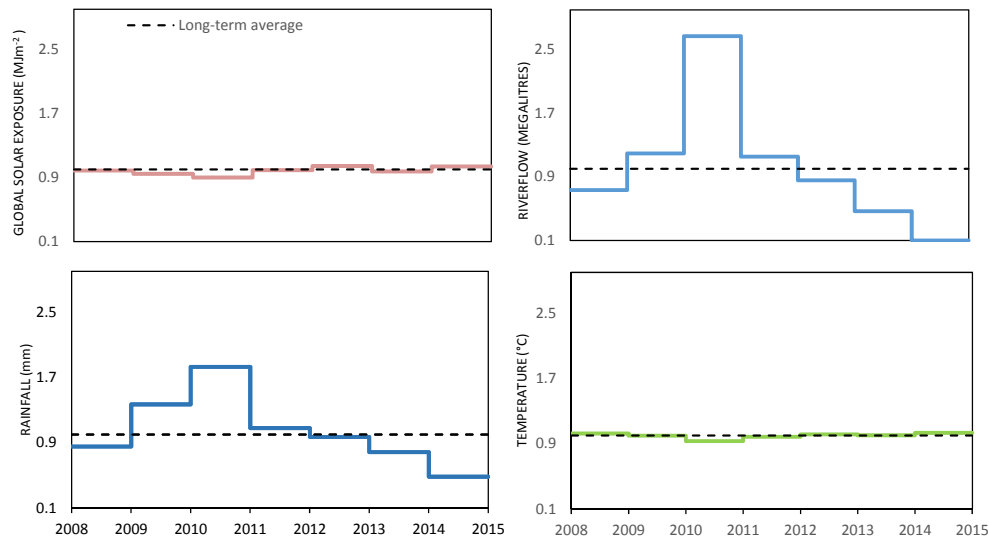 Long-term average
GLOBAL SOLAR EXPOSURE (MJm⁻²)
2.5
1.7
0.9
0.1
RIVERFLOW (MEGALITRES)
2.5
1.7
0.9
0.1
RAINFALL (mm)
2.5
1.7
0.9
0.1
2008 2009 2010 2011 2012 2013 2014 2015
TEMPERATURE (°C)
2.5
1.7
0.9
0.1
2008 2009 2010 2011 2012 2013 2014 2015